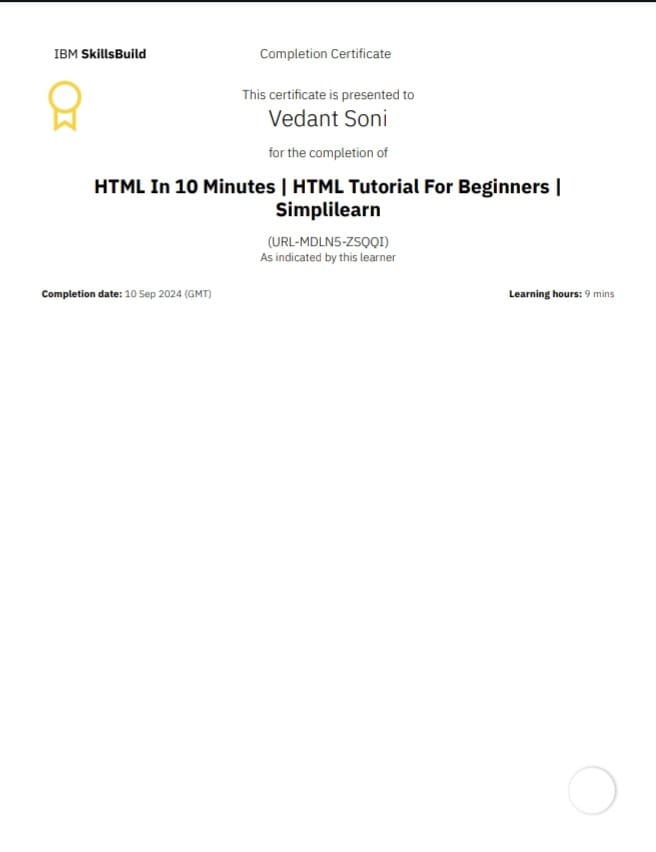 IBM SkillsBuild
Completion Certificate
This certificate is presented to
Vedant Soni
for the completion of
HTML In 10 Minutes | HTML Tutorial For Beginners |
Simplilearn
(URL-MDLN5-ZSQQI)
As indicated by this learner
Completion date: 10 Sep 2024 (GMT)
Learning hours: 9 mins